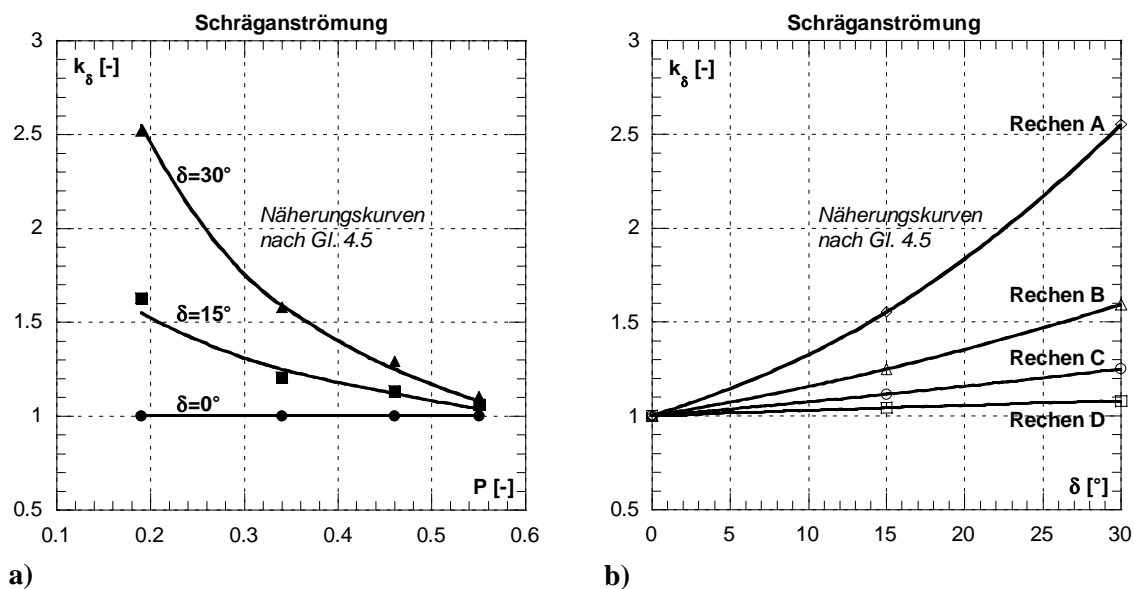 Schräganströmung
3
k_δ [-]
2.5
δ=30°
Näherungskurven
nach Gl. 4.5
2
δ=15°
1.5
δ=0°
1
P [-]
0.5
0.1 0.2 0.3 0.4 0.5 0.6
a)
Schräganströmung
3
k_δ [-]
Rechen A
2.5
Näherungskurven
nach Gl. 4.5
2
Rechen B
1.5
Rechen C
1
Rechen D
δ [°]
0.5
0 5 10 15 20 25 30
b)